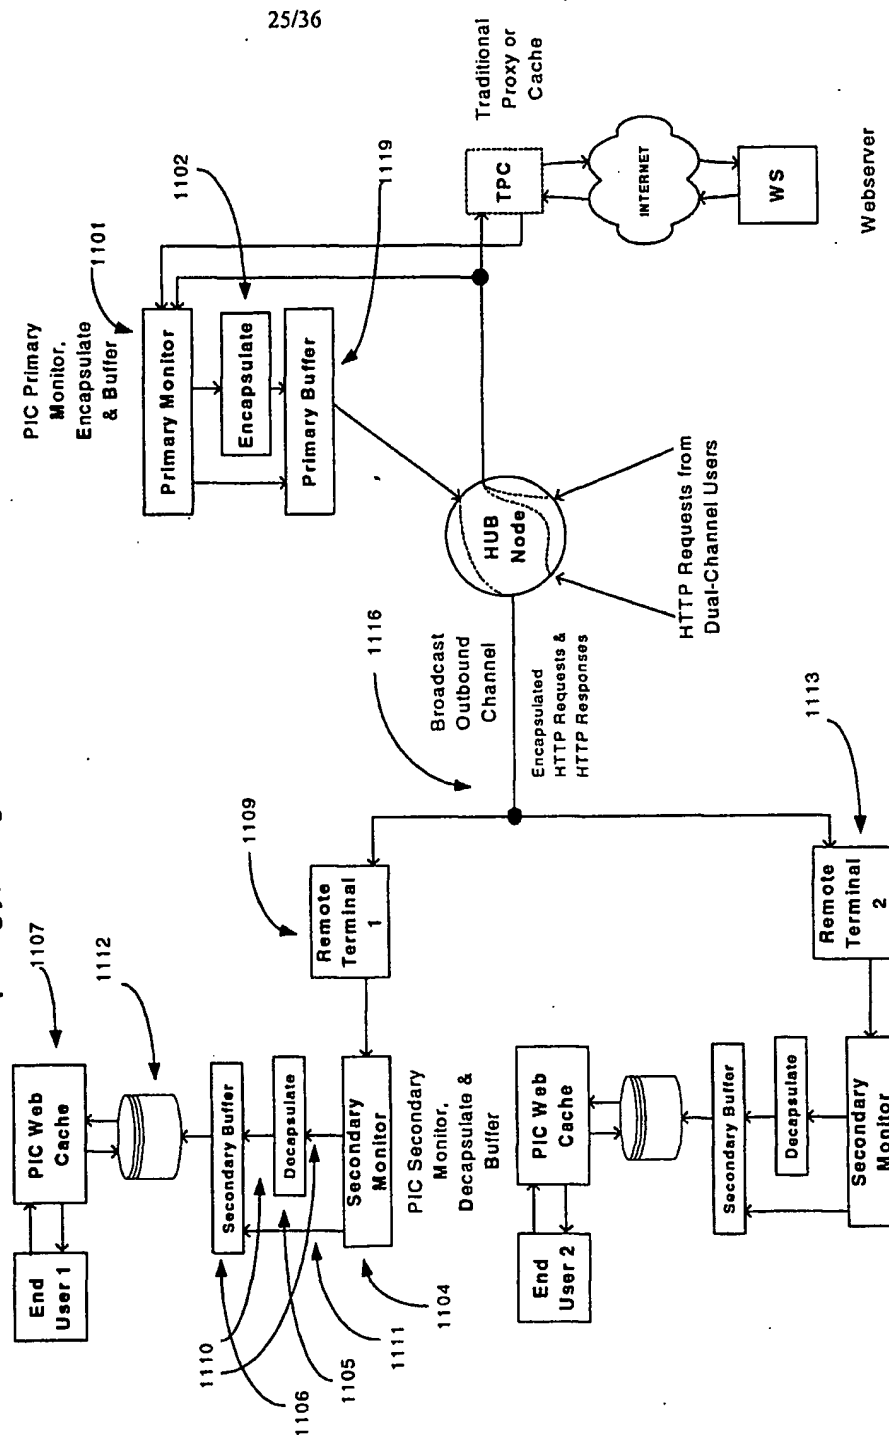 25/36
PIC Primary
Monitor,
Encapsulate
& Buffer
1101
1102
1119
Primary Monitor
Encapsulate
Primary Buffer
Traditional
Proxy or
Cache
TPC
INTERNET
WS
Webserver
HUB
Node
HTTP Requests from
Dual-Channel Users
1116
Broadcast
Outbound
Channel
Encapsulated
HTTP Requests &
HTTP Responses
1109
Remote
Terminal
1
1113
Remote
Terminal
2
1107
1112
PIC Web
Cache
End
User 1
Secondary Buffer
Decapsulate
Secondary
Monitor
1110
1106
1105
1111
1104
PIC Secondary
Monitor,
Decapsulate &
Buffer
PIC Web
Cache
End
User 2
Secondary Buffer
Decapsulate
Secondary
Monitor